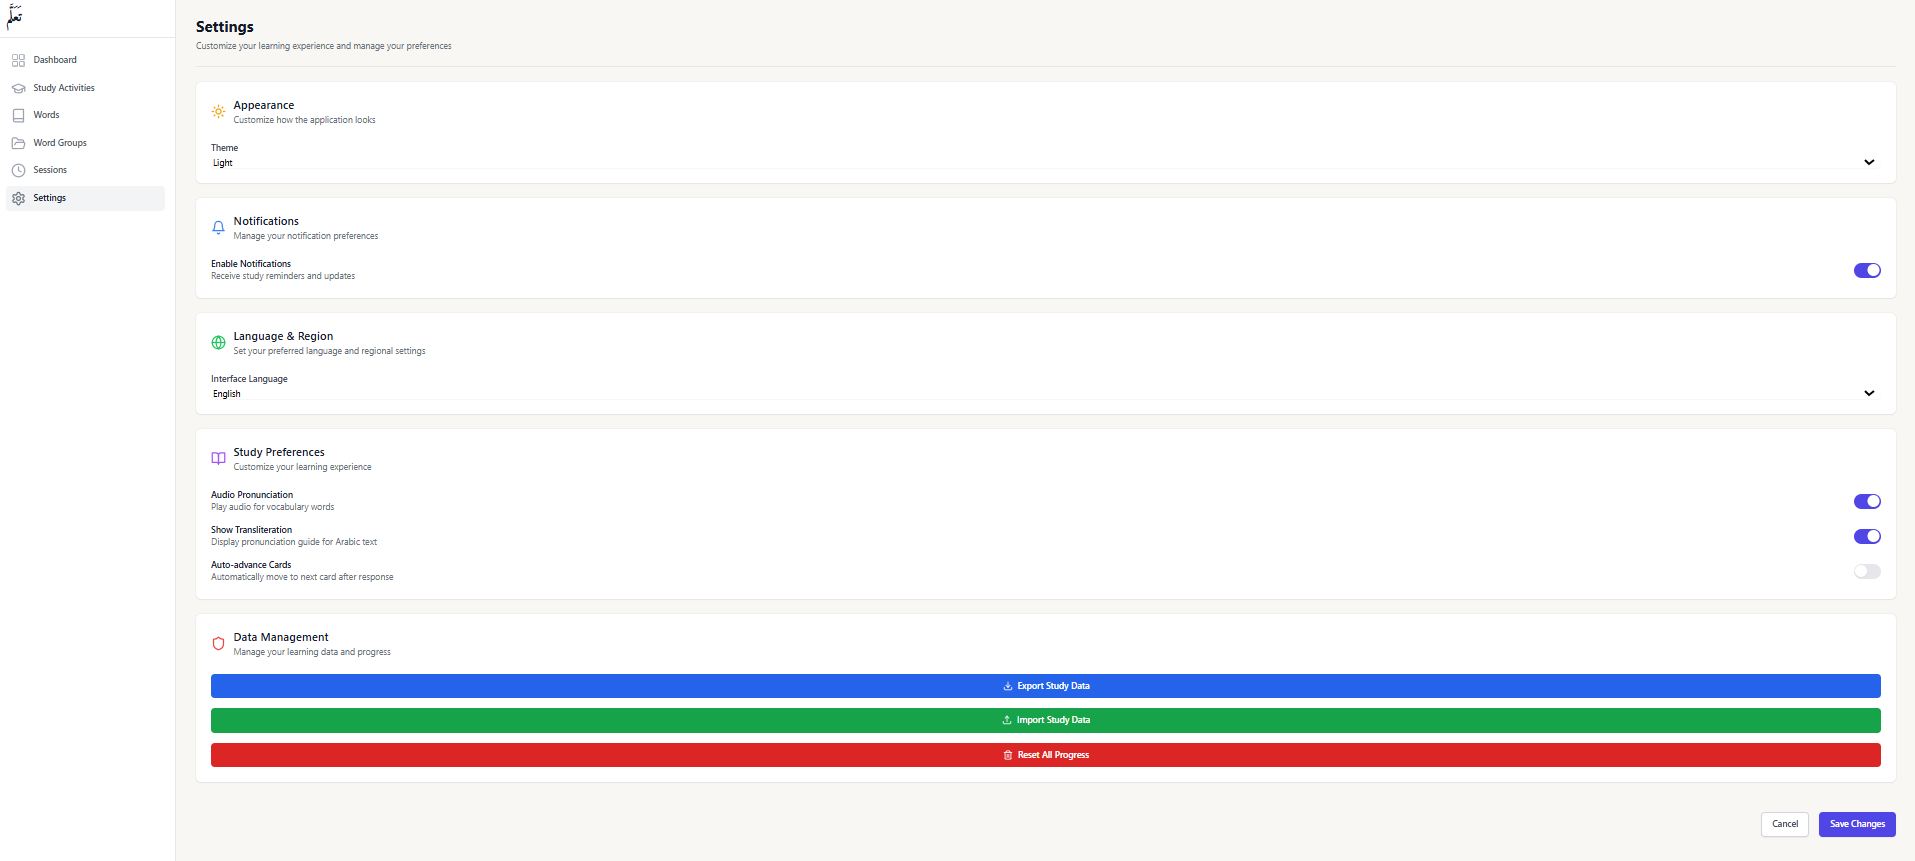 تَعَلَّم
Dashboard
Study Activities
Words
Word Groups
Sessions
Settings
Settings
Customize your learning experience and manage your preferences
Appearance
Customize how the application looks
Theme
Light
Notifications
Manage your notification preferences
Enable Notifications
Receive study reminders and updates
Language & Region
Set your preferred language and regional settings
Interface Language
English
Study Preferences
Customize your learning experience
Audio Pronunciation
Play audio for vocabulary words
Show Transliteration
Display pronunciation guide for Arabic text
Auto-advance Cards
Automatically move to next card after response
Data Management
Manage your learning data and progress
Export Study Data
Import Study Data
Reset All Progress
Cancel
Save Changes